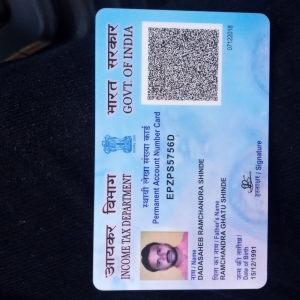 आयकर विभाग
INCOME TAX DEPARTMENT
भारत सरकार
GOVT. OF INDIA
स्थायी लेखा संख्या कार्ड
Permanent Account Number Card
EPZPS5756D
नाम / Name
DADASAHEB RAMCHANDRA SHINDE
पिता का नाम / Father's Name
RAMCHANDRA GHATU SHINDE
जन्म की तारीख /
Date of Birth
15/12/1991
हस्ताक्षर / Signature
07122018